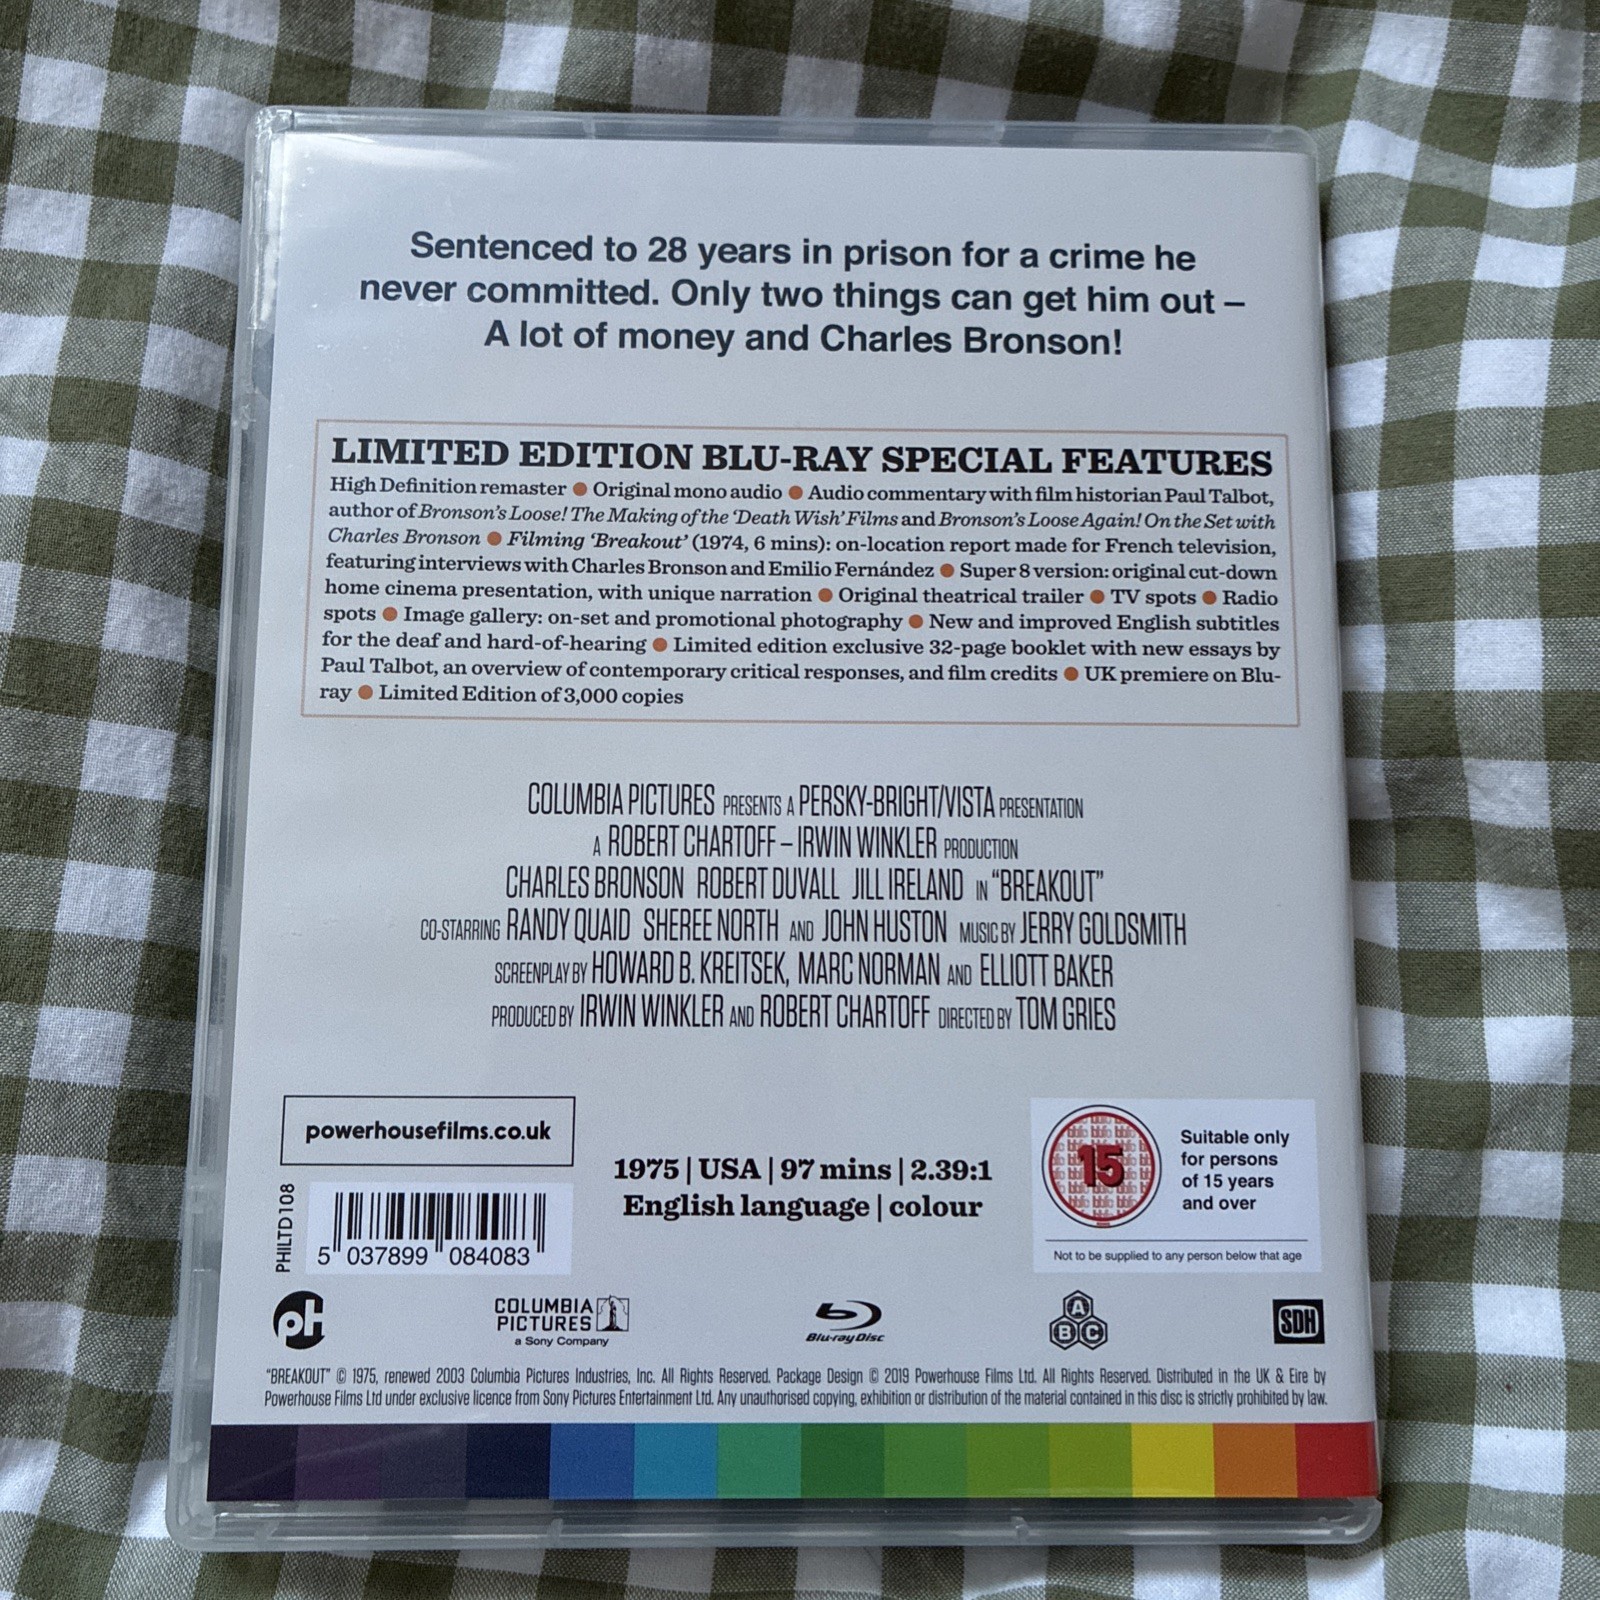 Sentenced to 28 years in prison for a crime he
never committed. Only two things can get him out –
A lot of money and Charles Bronson!
LIMITED EDITION BLU-RAY SPECIAL FEATURES
High Definition remaster ● Original mono audio ● Audio commentary with film historian Paul Talbot,
author of Bronson's Loose! The Making of the 'Death Wish' Films and Bronson's Loose Again! On the Set with
Charles Bronson ● Filming 'Breakout' (1974, 6 mins): on-location report made for French television,
featuring interviews with Charles Bronson and Emilio Fernández ● Super 8 version: original cut-down
home cinema presentation, with unique narration ● Original theatrical trailer ● TV spots ● Radio
spots ● Image gallery: on-set and promotional photography ● New and improved English subtitles
for the deaf and hard-of-hearing ● Limited edition exclusive 32-page booklet with new essays by
Paul Talbot, an overview of contemporary critical responses, and film credits ● UK premiere on Blu-
ray ● Limited Edition of 3,000 copies
COLUMBIA PICTURES PRESENTS A PERSKY-BRIGHT/VISTA PRESENTATION
A ROBERT CHARTOFF – IRWIN WINKLER PRODUCTION
CHARLES BRONSON ROBERT DUVALL JILL IRELAND IN "BREAKOUT"
CO-STARRING RANDY QUAID SHEREE NORTH AND JOHN HUSTON MUSIC BY JERRY GOLDSMITH
SCREENPLAY BY HOWARD B. KREITSEK, MARC NORMAN AND ELLIOTT BAKER
PRODUCED BY IRWIN WINKLER AND ROBERT CHARTOFF DIRECTED BY TOM GRIES
powerhousefilms.co.uk
PHILTD108
5 037899 084083
1975 | USA | 97 mins | 2.39:1
English language | colour
15
Suitable only
for persons
of 15 years
and over
Not to be supplied to any person below that age
pH
COLUMBIA
PICTURES
a Sony Company
Blu-ray Disc
A
B C
SDH
"BREAKOUT" © 1975, renewed 2003 Columbia Pictures Industries, Inc. All Rights Reserved. Package Design © 2019 Powerhouse Films Ltd. All Rights Reserved. Distributed in the UK & Eire by
Powerhouse Films Ltd under exclusive licence from Sony Pictures Entertainment Ltd. Any unauthorised copying, exhibition or distribution of the material contained in this disc is strictly prohibited by law.